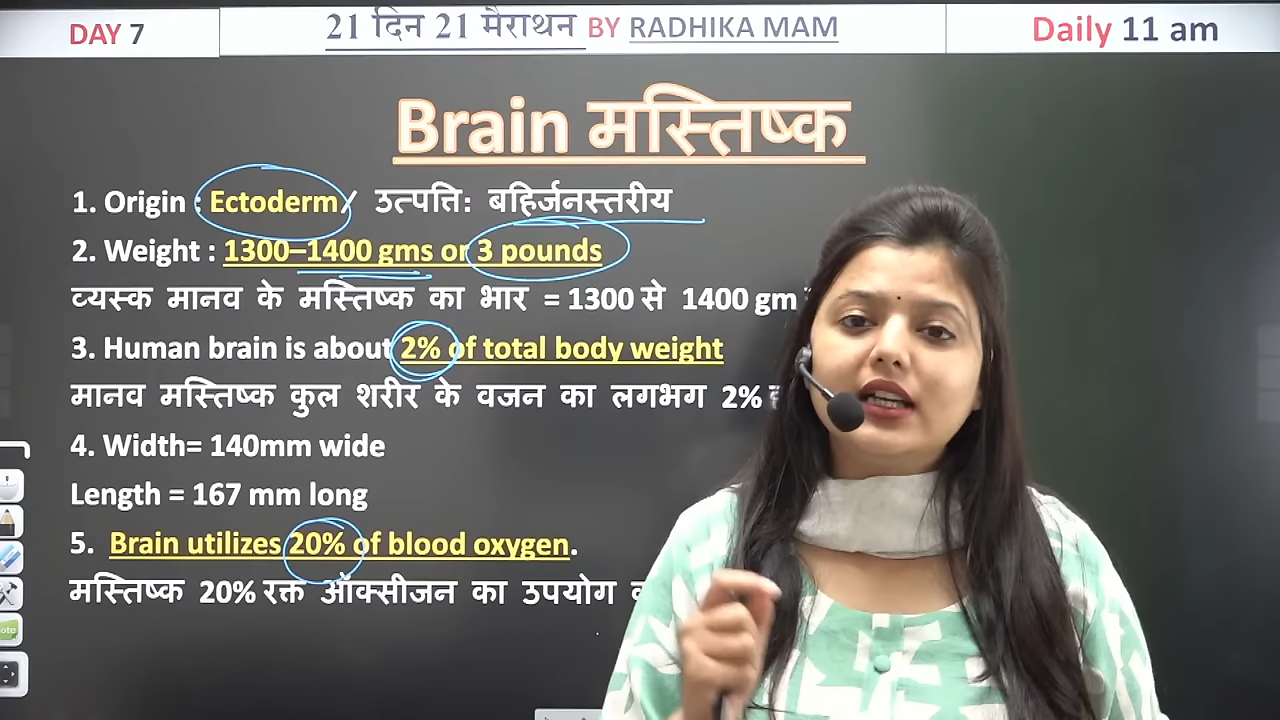 DAY 7
21 दिन 21 मैराथन BY RADHIKA MAM
Daily 11 am
Brain मस्तिष्क
1. Origin : Ectoderm/ उत्पत्ति: बहिर्जनस्तरीय
2. Weight : 1300–1400 gms or 3 pounds
व्यस्क मानव के मस्तिष्क का भार = 1300 से 1400 gm
3. Human brain is about 2% of total body weight
मानव मस्तिष्क कुल शरीर के वजन का लगभग 2%
4. Width= 140mm wide
Length = 167 mm long
5. Brain utilizes 20% of blood oxygen.
मस्तिष्क 20% रक्त ऑक्सीजन का उपयोग